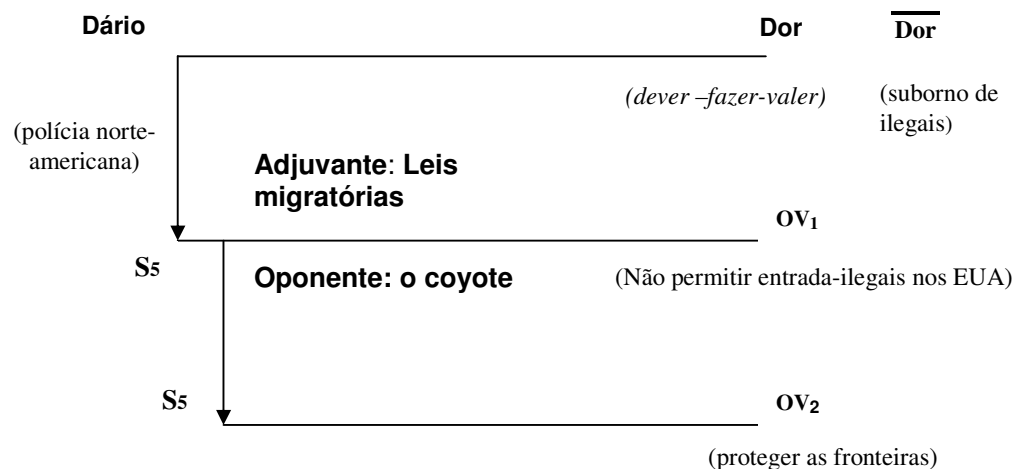 Dário Dor Dor
(dever –fazer-valer) (suborno de
ilegais)
(polícia norte-
americana)
Adjuvante: Leis
migratórias
OV1
S5
Oponente: o coyote (Não permitir entrada-ilegais nos EUA)
S5 OV2
(proteger as fronteiras)